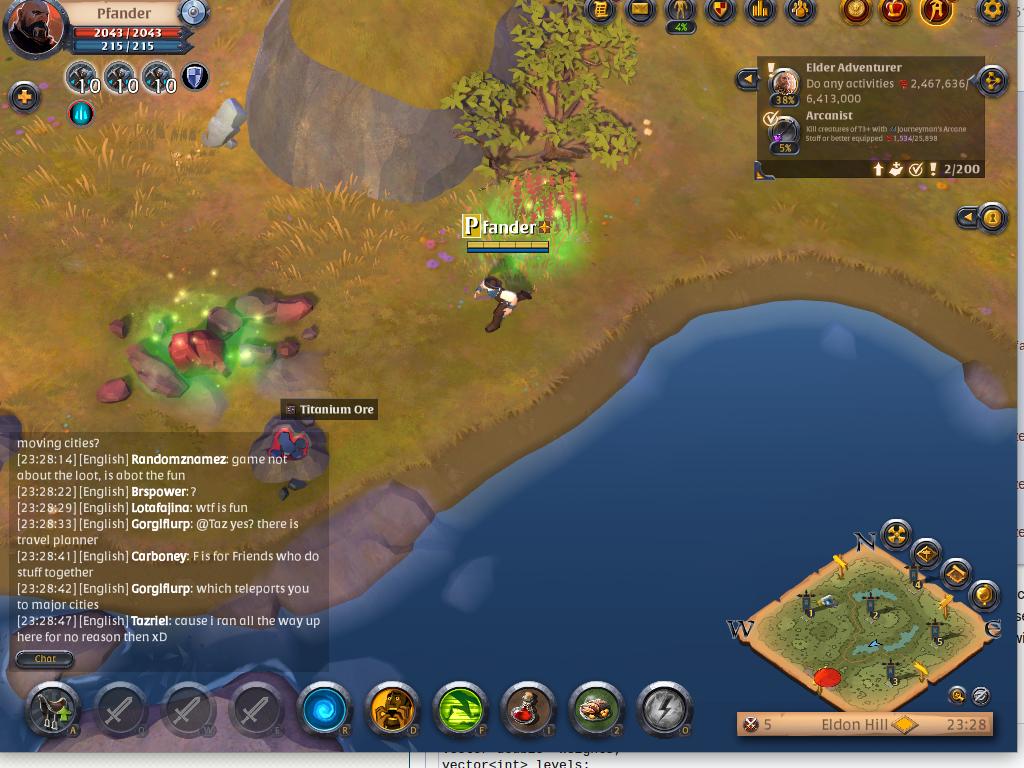 Pfander
2043 / 2043
215 / 215
10 10 10
4%
Elder Adventurer
Do any activities 2,467,636/
6,413,000
38%
Arcanist
Kill creatures of T3+ with Journeyman's Arcane
Staff or better equipped 1,534/25,898
5%
2/200
1
Pfander
Titanium Ore
moving cities?
[23:28:14] [English] Randomznamez: game not
about the loot, is abot the fun
[23:28:22] [English] Brspower: ?
[23:28:29] [English] Lotafajina: wtf is fun
[23:28:33] [English] Gorglflurp: @Taz yes? there is
travel planner
[23:28:41] [English] Carboney: F is for Friends who do
stuff together
[23:28:42] [English] Gorglflurp: which teleports you
to major cities
[23:28:47] [English] Tazriel: cause i ran all the way up
here for no reason then xD
Chat
A Q W E R D F 1 2 O
N
W
E
1
2
3
4
5
5 Eldon Hill 23:28
vector<int> levels;